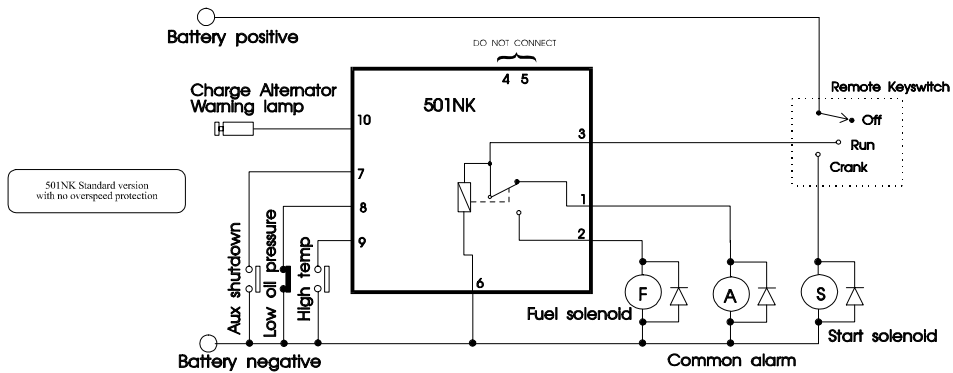 Battery positive
DO NOT CONNECT
4 5
Charge Alternator
Warning lamp
501NK
Remote Keyswitch
10
Off
3
Run
Crank
7
501NK Standard version
with no overspeed protection
8
1
2
9
Aux shutdown
Low oil pressure
High temp
6
F
A
S
Fuel solenoid
Start solenoid
Battery negative
Common alarm